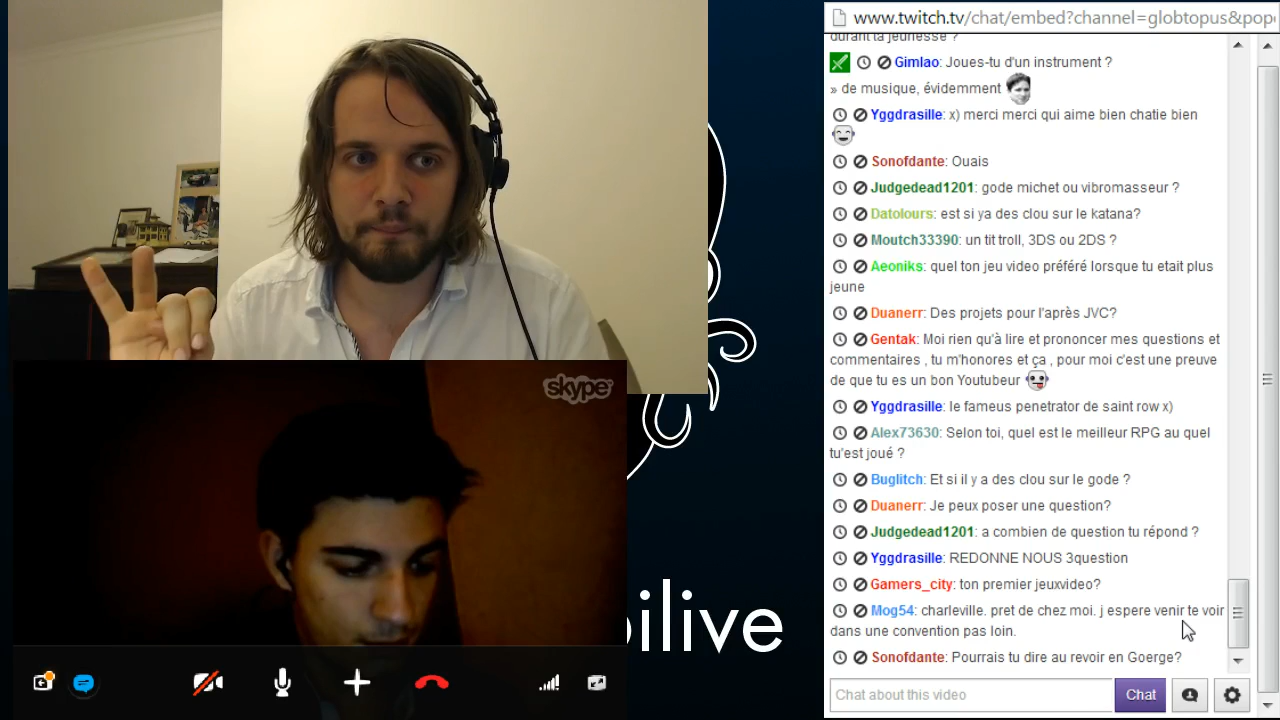 skype
ilive
www.twitch.tv/chat/embed?channel=globtopus&pop
durant ta jeunesse ?
Gimlao: Joues-tu d'un instrument ?
» de musique, évidemment
Yggdrasille: x) merci merci qui aime bien chatie bien
Sonofdante: Ouais
Judgedead1201: gode michet ou vibromasseur ?
Datolours: est si ya des clou sur le katana?
Moutch33390: un tit troll, 3DS ou 2DS ?
Aeoniks: quel ton jeu video préféré lorsque tu etait plus
jeune
Duanerr: Des projets pour l'après JVC?
Gentak: Moi rien qu'à lire et prononcer mes questions et
commentaires , tu m'honores et ça , pour moi c'est une preuve
de que tu es un bon Youtubeur
Yggdrasille: le fameus penetrator de saint row x)
Alex73630: Selon toi, quel est le meilleur RPG au quel
tu'est joué ?
Buglitch: Et si il y a des clou sur le gode ?
Duanerr: Je peux poser une question?
Judgedead1201: a combien de question tu répond ?
Yggdrasille: REDONNE NOUS 3question
Gamers_city: ton premier jeuxvideo?
Mog54: charleville. pret de chez moi. j espere venir te voir
dans une convention pas loin.
Sonofdante: Pourrais tu dire au revoir en Goerge?
Chat about this video
Chat